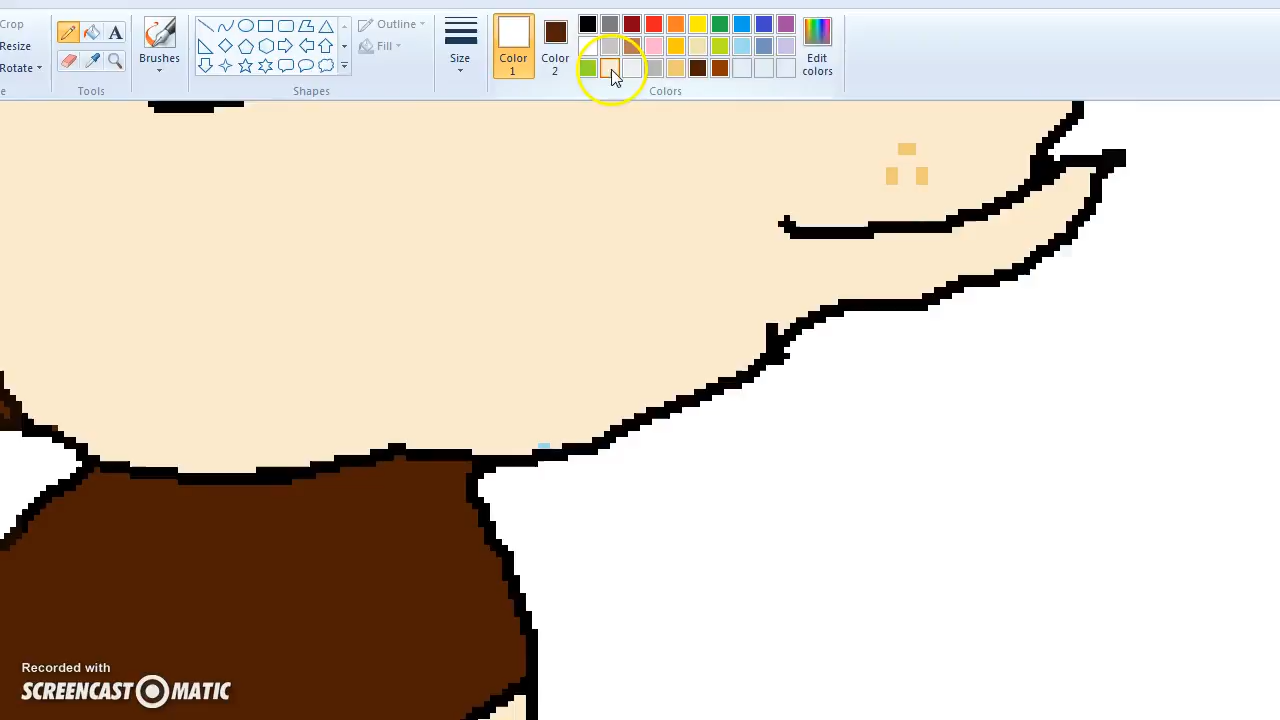 Crop
Resize
Rotate
A
Brushes
Outline
Fill
Size
Color 1
Color 2
Edit colors
e
Tools
Shapes
Colors
Recorded with
SCREENCAST-O-MATIC